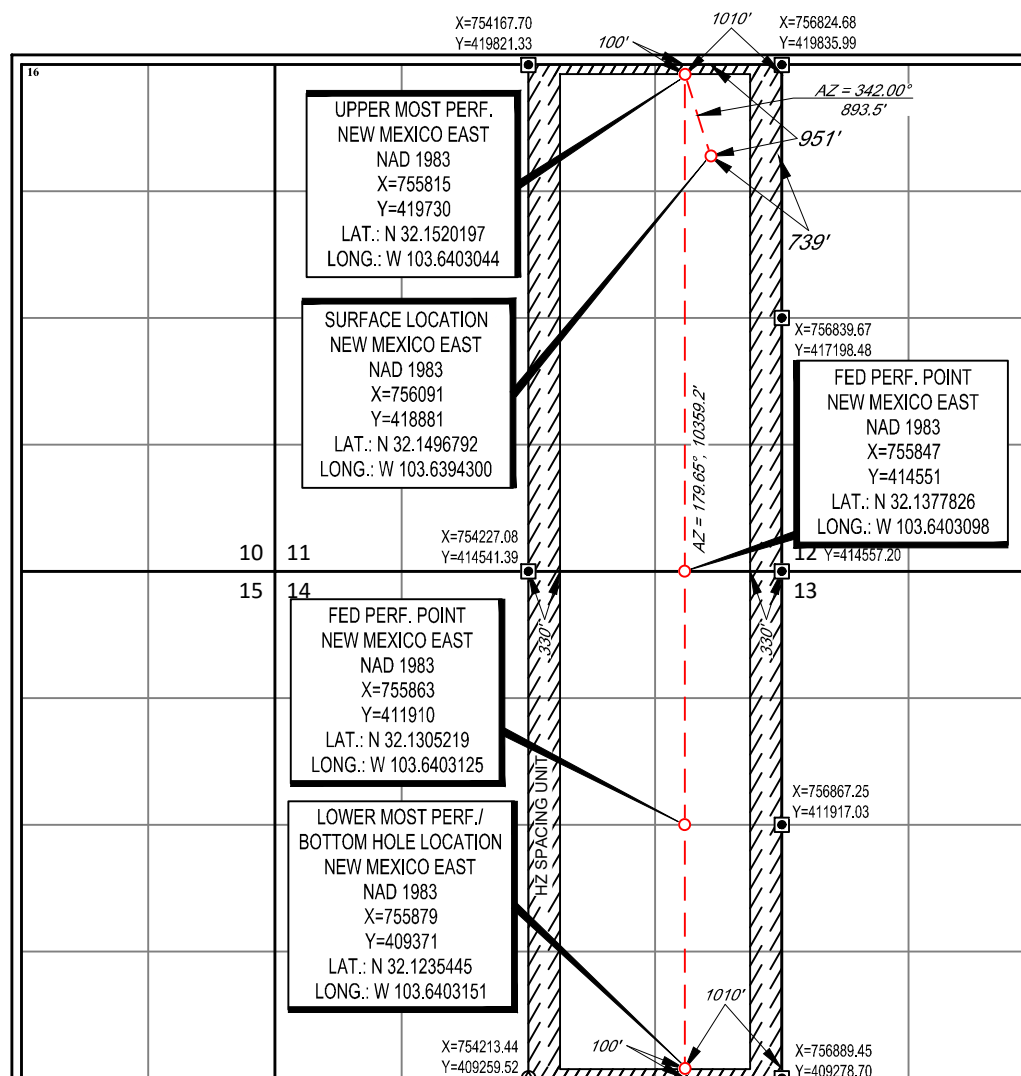 X=754167.70
Y=419821.33
100'
1010'
X=756824.68
Y=419835.99
16
AZ = 342.00°
893.5'
951'
739'
UPPER MOST PERF.
NEW MEXICO EAST
NAD 1983
X=755815
Y=419730
LAT.: N 32.1520197
LONG.: W 103.6403044
SURFACE LOCATION
NEW MEXICO EAST
NAD 1983
X=756091
Y=418881
LAT.: N 32.1496792
LONG.: W 103.6394300
X=756839.67
Y=417198.48
FED PERF. POINT
NEW MEXICO EAST
NAD 1983
X=755847
Y=414551
LAT.: N 32.1377826
LONG.: W 103.6403098
AZ = 179.65°, 10359.2'
X=754227.08
Y=414541.39
Y=414557.20
10
11
12
15
14
13
330'
330'
FED PERF. POINT
NEW MEXICO EAST
NAD 1983
X=755863
Y=411910
LAT.: N 32.1305219
LONG.: W 103.6403125
HZ SPACING UNIT
X=756867.25
Y=411917.03
LOWER MOST PERF./
BOTTOM HOLE LOCATION
NEW MEXICO EAST
NAD 1983
X=755879
Y=409371
LAT.: N 32.1235445
LONG.: W 103.6403151
1010'
100'
X=754213.44
Y=409259.52
X=756889.45
Y=409278.70